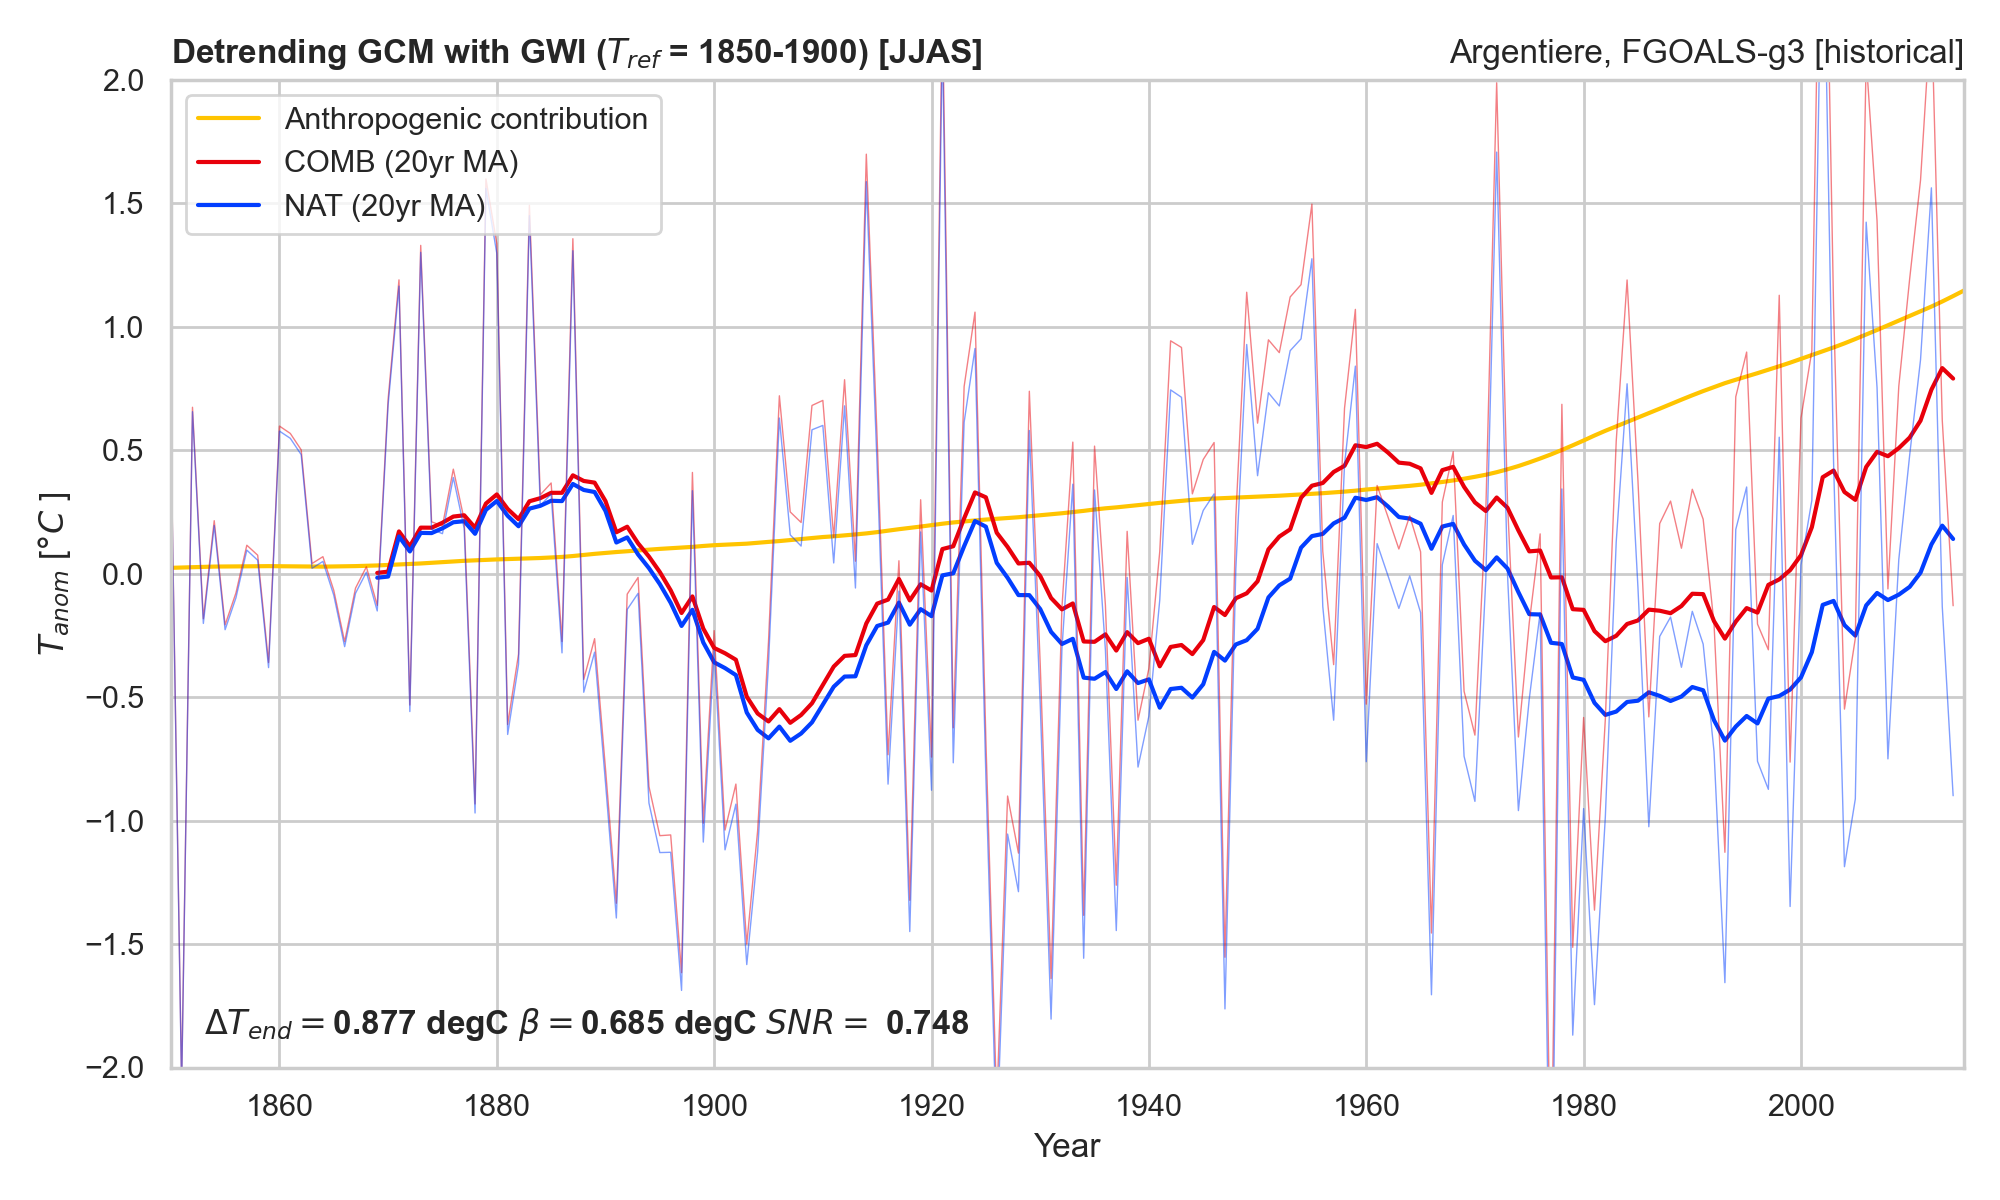 Detrending GCM with GWI (T_ref = 1850-1900) [JJAS]
Argentiere, FGOALS-g3 [historical]
Anthropogenic contribution
COMB (20yr MA)
NAT (20yr MA)
2.0
1.5
1.0
0.5
0.0
−0.5
−1.0
−1.5
−2.0
T_anom [°C]
ΔT_end = 0.877 degC β = 0.685 degC SNR = 0.748
1860 1880 1900 1920 1940 1960 1980 2000
Year